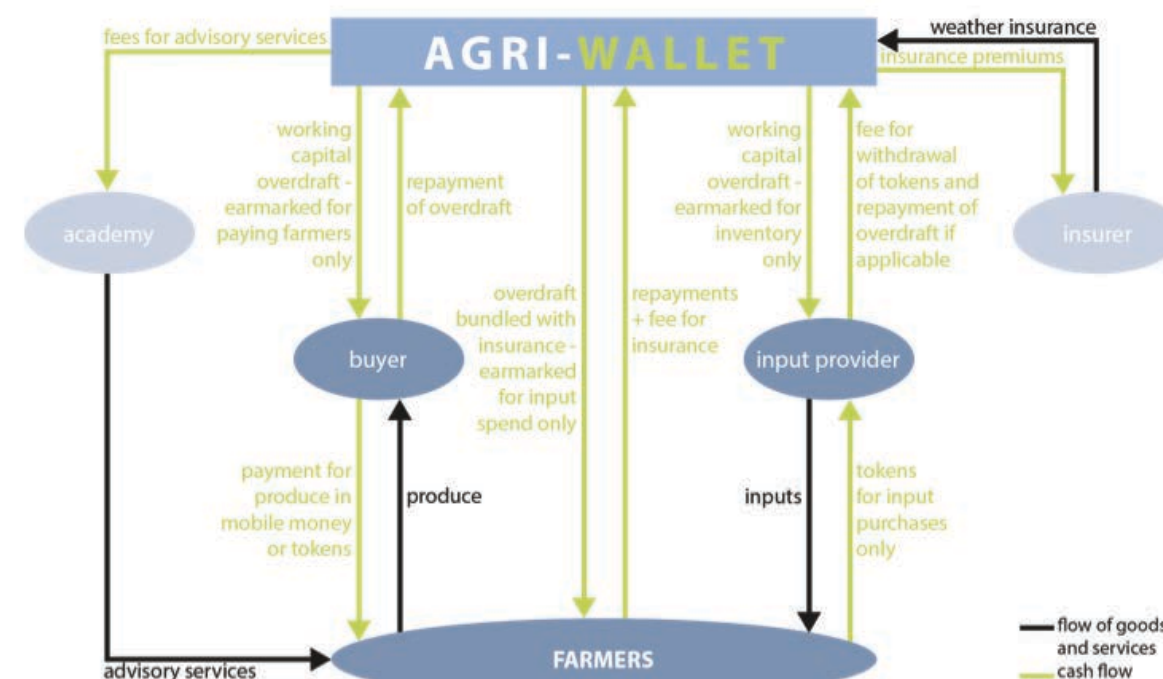 fees for advisory services
AGRI-WALLET
weather insurance
insurance premiums
working
capital
overdraft -
earmarked for
paying farmers
only
repayment
of overdraft
working
capital
overdraft -
earmarked for
inventory
only
fee for
withdrawal
of tokens and
repayment of
overdraft if
applicable
academy
insurer
overdraft
bundled with
insurance -
earmarked
for input
spend only
repayments
+ fee for
insurance
buyer
input provider
payment for
produce in
mobile money
or tokens
produce
inputs
tokens
for input
purchases
only
advisory services
FARMERS
flow of goods
and services
cash flow